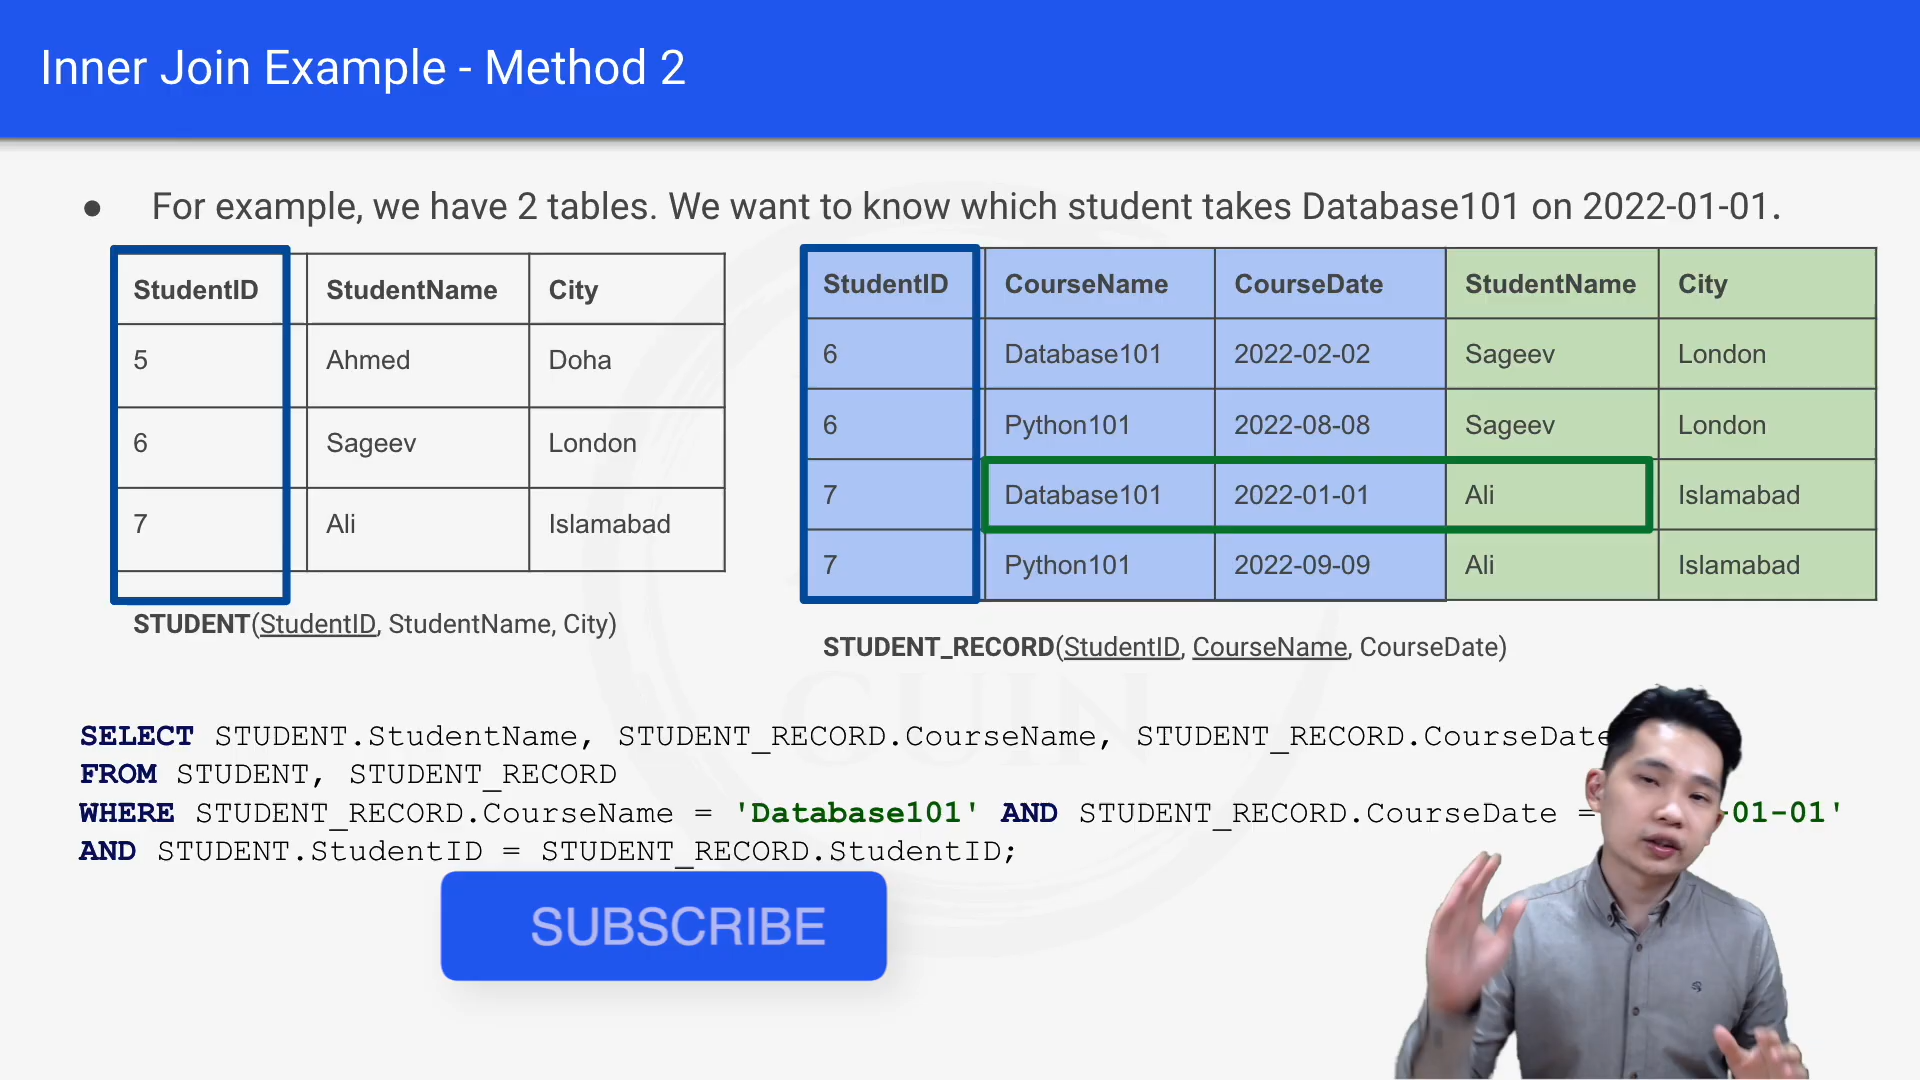 Inner Join Example - Method 2
● For example, we have 2 tables. We want to know which student takes Database101 on 2022-01-01.
StudentID StudentName City
5 Ahmed Doha
6 Sageev London
7 Ali Islamabad
STUDENT(StudentID, StudentName, City)
StudentID CourseName CourseDate StudentName City
6 Database101 2022-02-02 Sageev London
6 Python101 2022-08-08 Sageev London
7 Database101 2022-01-01 Ali Islamabad
7 Python101 2022-09-09 Ali Islamabad
STUDENT_RECORD(StudentID, CourseName, CourseDate)
SELECT STUDENT.StudentName, STUDENT_RECORD.CourseName, STUDENT_RECORD.CourseDate
FROM STUDENT, STUDENT_RECORD
WHERE STUDENT_RECORD.CourseName = 'Database101' AND STUDENT_RECORD.CourseDate = -01-01'
AND STUDENT.StudentID = STUDENT_RECORD.StudentID;
SUBSCRIBE